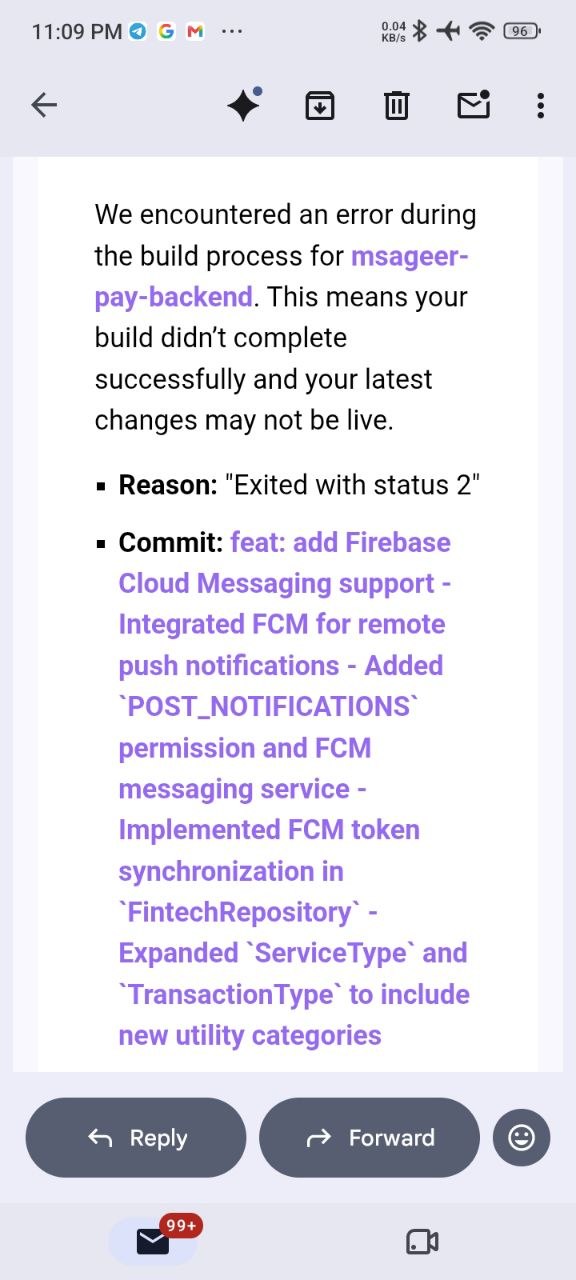 11:09 PM G M ... 0.04 KB/s 96
We encountered an error during
the build process for msageer-
pay-backend. This means your
build didn’t complete
successfully and your latest
changes may not be live.
▪ Reason: "Exited with status 2"
▪ Commit: feat: add Firebase
Cloud Messaging support -
Integrated FCM for remote
push notifications - Added
`POST_NOTIFICATIONS`
permission and FCM
messaging service -
Implemented FCM token
synchronization in
`FintechRepository` -
Expanded `ServiceType` and
`TransactionType` to include
new utility categories
Reply Forward
99+